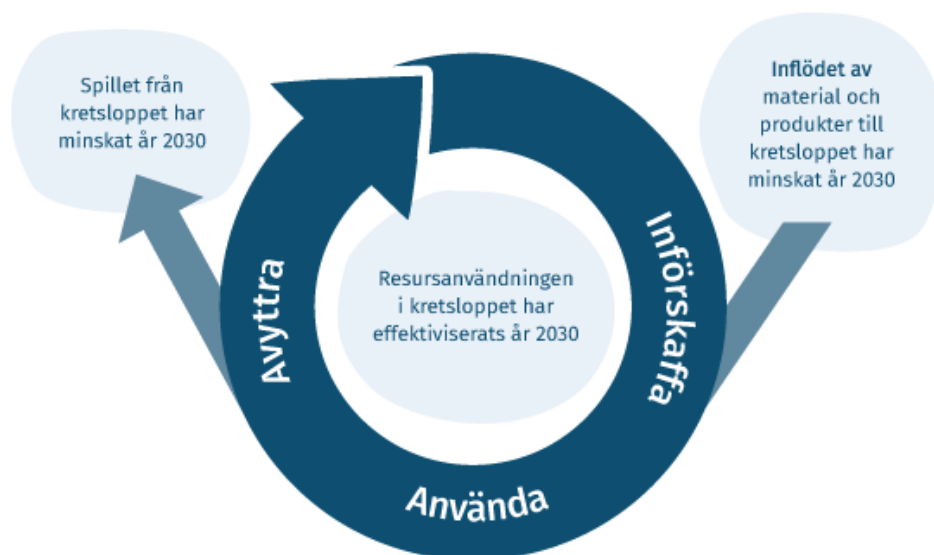 Spillet från
kretsloppet har
minskat år 2030
Inflödet av
material och
produkter till
kretsloppet har
minskat år 2030
Resursanvändningen
i kretsloppet har
effektiviserats år 2030
Införskaffa
Använda
Avyttra